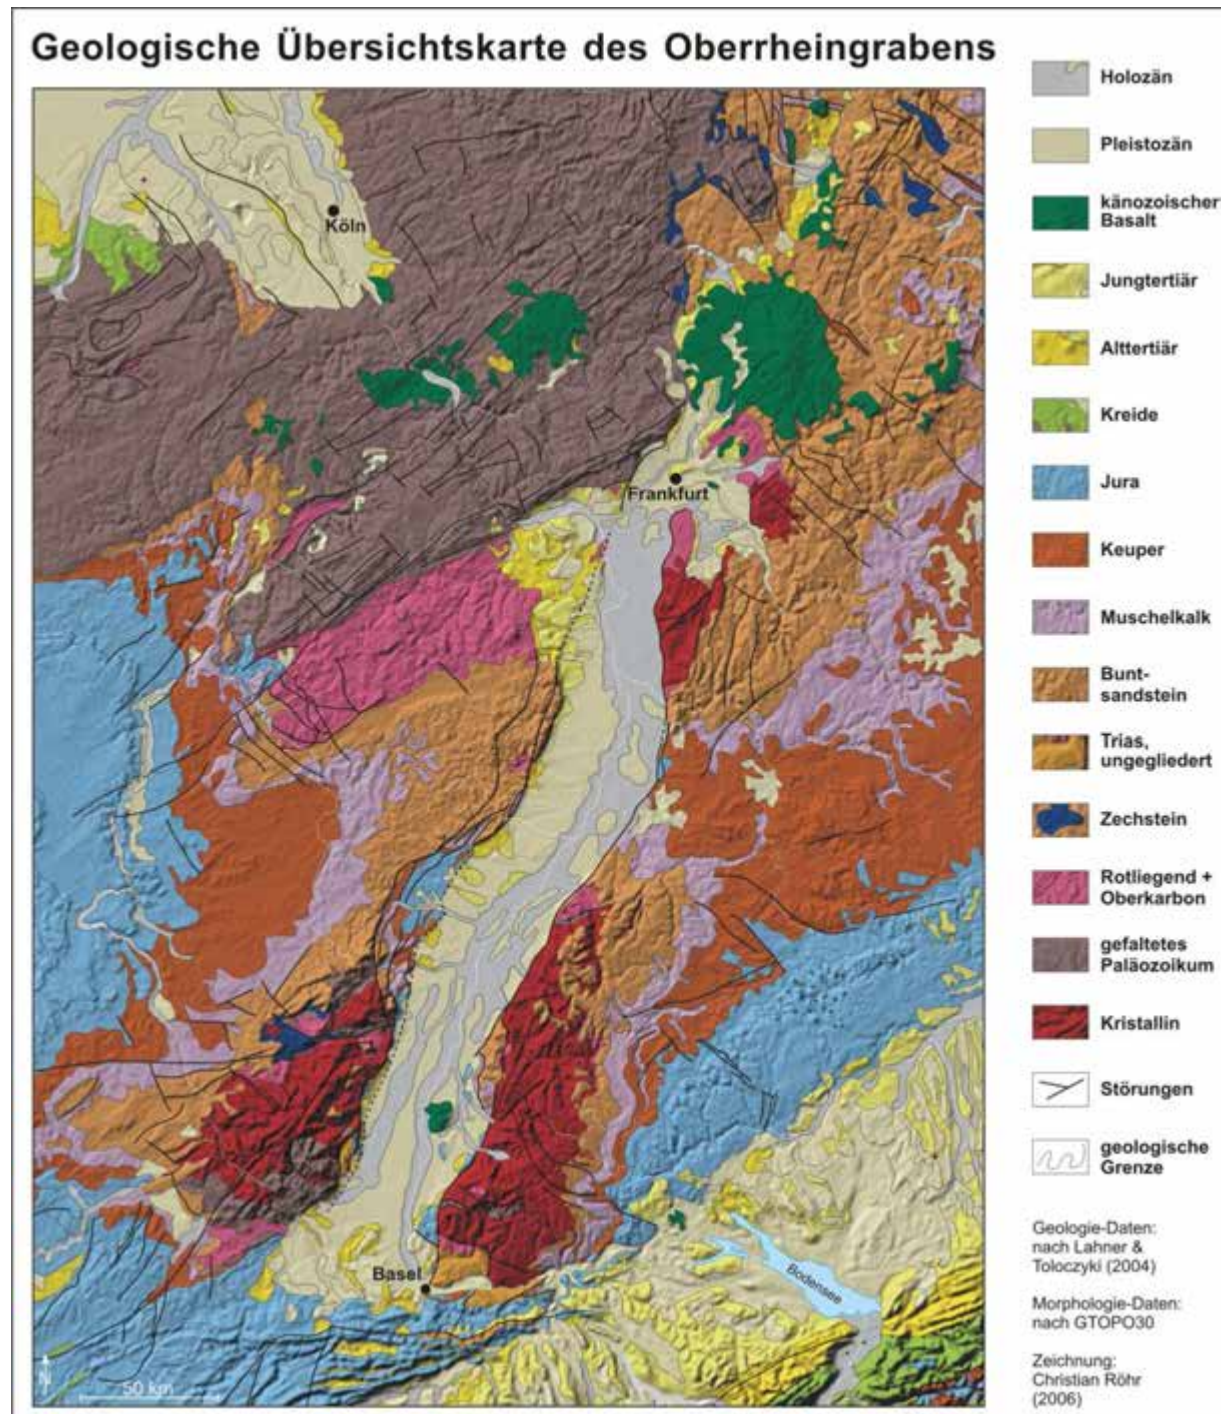 Geologische Übersichtskarte des Oberrheingrabens
Holozän
Pleistozän
känozoischer
Basalt
Jungtertiär
Alttertiär
Kreide
Jura
Keuper
Muschelkalk
Bunt-
sandstein
Trias,
ungegliedert
Zechstein
Rotliegend +
Oberkarbon
gefaltetes
Paläozoikum
Kristallin
Störungen
geologische
Grenze
Geologie-Daten:
nach Lahner &
Toloczyki (2004)
Morphologie-Daten:
nach GTOPO30
Zeichnung:
Christian Röhr
(2006)
Köln
Frankfurt
Basel
Bodensee
N
50 km